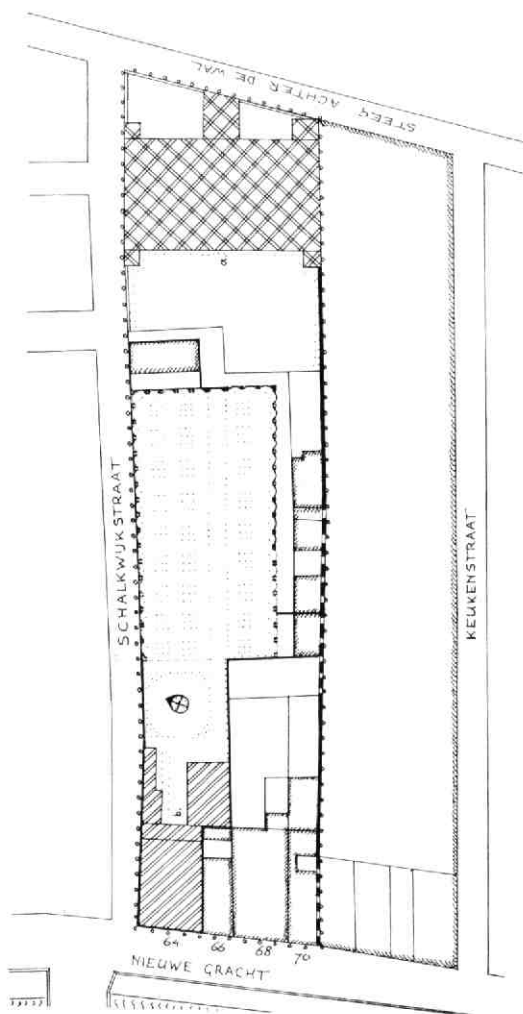 STEEG ACHTER DE WAL
a.
SCHALKWIJKSTRAAT
KEUKENSTRAAT
b.
64 66 68 70
NIEUWE GRACHT